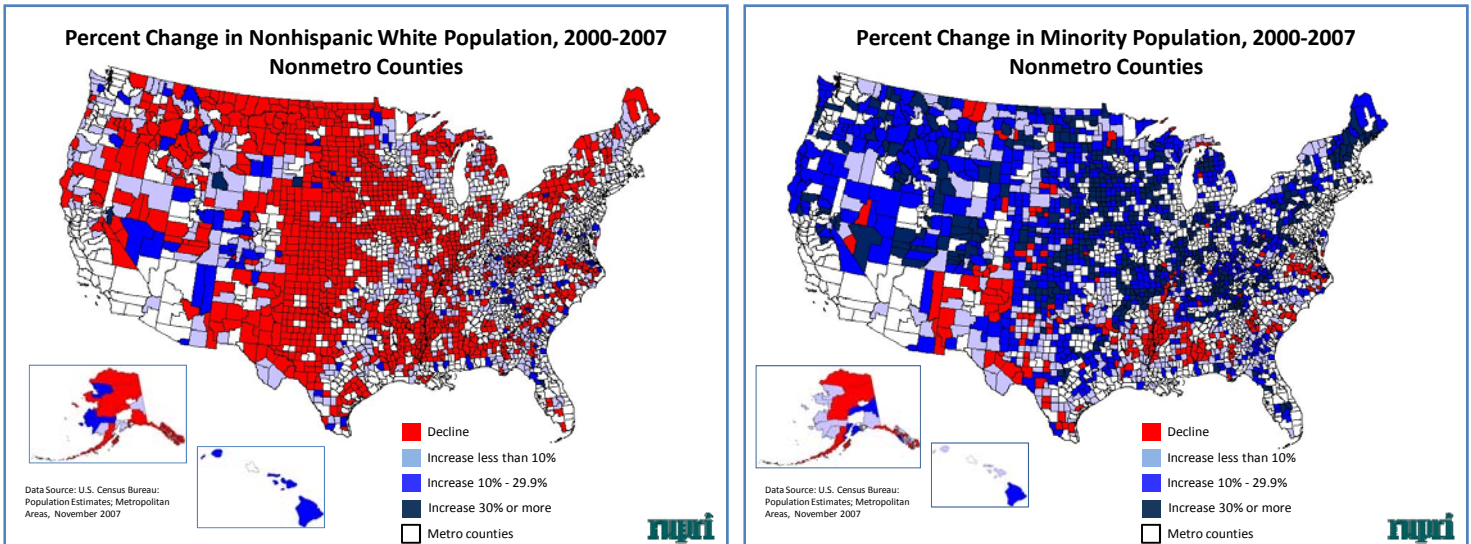 Percent Change in Nonhispanic White Population, 2000-2007
Nonmetro Counties
Decline
Increase less than 10%
Increase 10% - 29.9%
Increase 30% or more
Metro counties
Data Source: U.S. Census Bureau:
Population Estimates; Metropolitan
Areas, November 2007
rupri
Percent Change in Minority Population, 2000-2007
Nonmetro Counties
Decline
Increase less than 10%
Increase 10% - 29.9%
Increase 30% or more
Metro counties
Data Source: U.S. Census Bureau:
Population Estimates; Metropolitan
Areas, November 2007
rupri